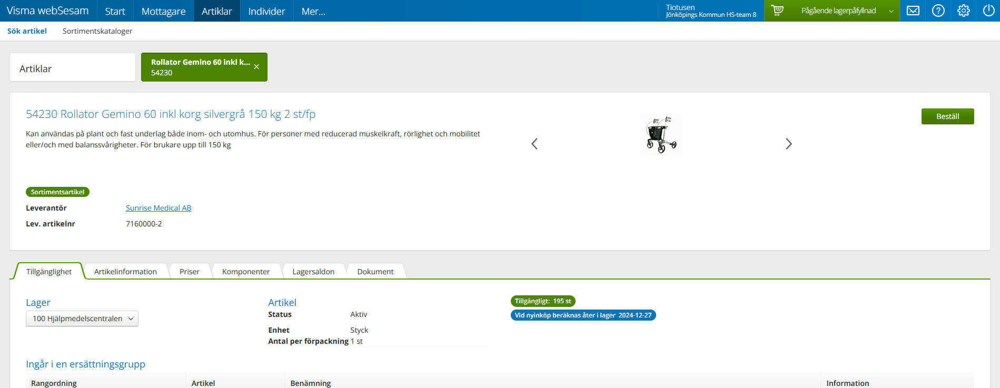 Visma webSesam Start Mottagare Artiklar Individer Mer... Tiotusen Pågående lagerpåfyllnad
Jönköpings Kommun HS-team 8
Sök artikel Sortimentskataloger
Artiklar
Rollator Gemino 60 inkl k...
54230
54230 Rollator Gemino 60 inkl korg silvergrå 150 kg 2 st/fp
Beställ
Kan användas på plant och fast underlag både inom- och utomhus. För personer med reducerad muskelkraft, rörlighet och mobilitet
eller/och med balanssvårigheter. För brukare upp till 150 kg
Sortimentsartikel
Leverantör Sunrise Medical AB
Lev. artikelnr 7160000-2
Tillgänglighet Artikelinformation Priser Komponenter Lagersaldon Dokument
Lager
100 Hjälpmedelscentralen
Artikel
Status Aktiv
Enhet Styck
Antal per förpackning 1 st
Tillgängligt: 195 st
Vid nyinköp beräknas åter i lager 2024-12-27
Ingår i en ersättningsgrupp
Rangordning Artikel Benämning Information